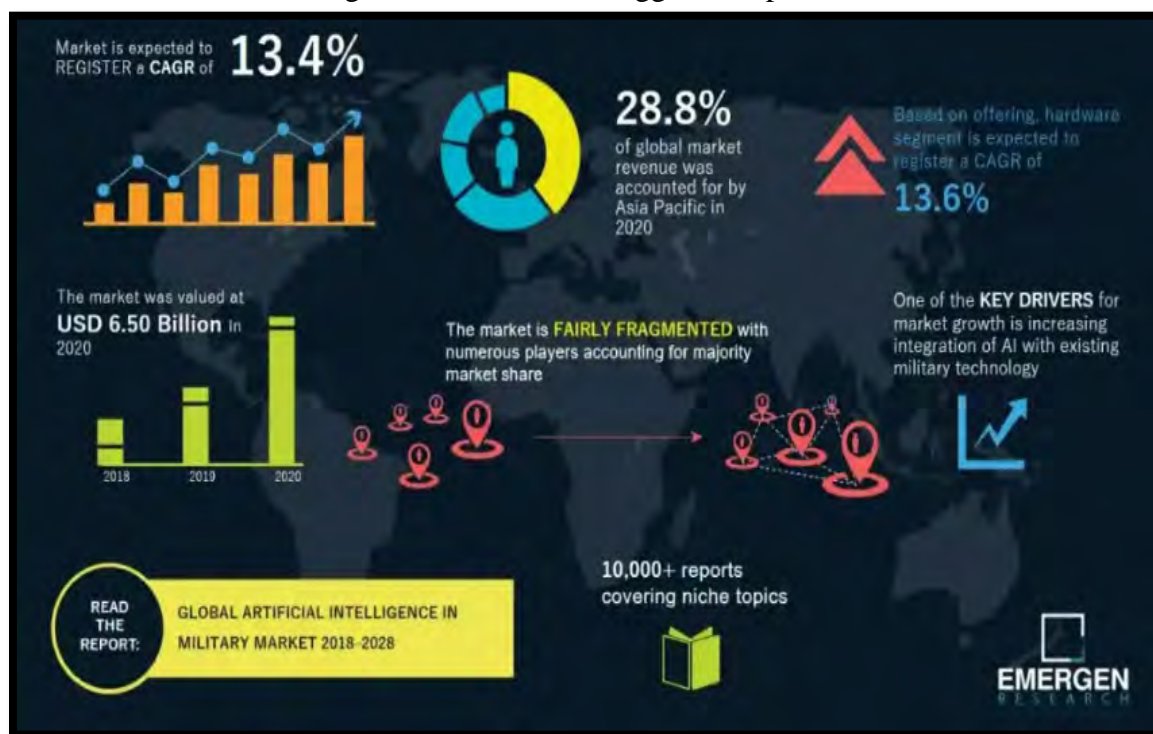 Market is expected to
REGISTER a CAGR of 13.4%
28.8%
of global market
revenue was
accounted for by
Asia Pacific in
2020
Based on offering, hardware
segment is expected to
register a CAGR of
13.6%
The market was valued at
USD 6.50 Billion in
2020
2018 2019 2020
The market is FAIRLY FRAGMENTED with
numerous players accounting for majority
market share
One of the KEY DRIVERS for
market growth is increasing
integration of AI with existing
military technology
READ
THE
REPORT:
GLOBAL ARTIFICIAL INTELLIGENCE IN
MILITARY MARKET 2018-2028
10,000+ reports
covering niche topics
EMERGEN
RESEARCH